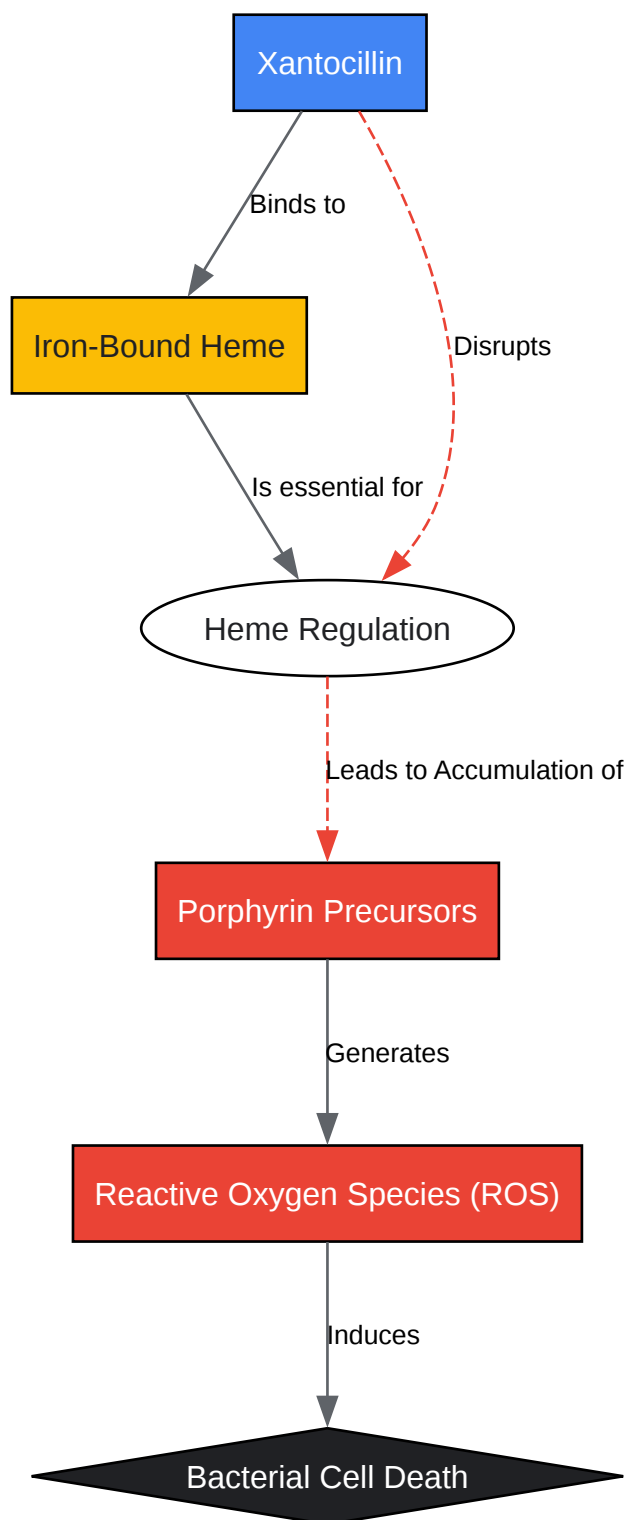 Xantocillin
Binds to
Iron-Bound Heme
Disrupts
Is essential for
Heme Regulation
Leads to Accumulation of
Porphyrin Precursors
Generates
Reactive Oxygen Species (ROS)
Induces
Bacterial Cell Death